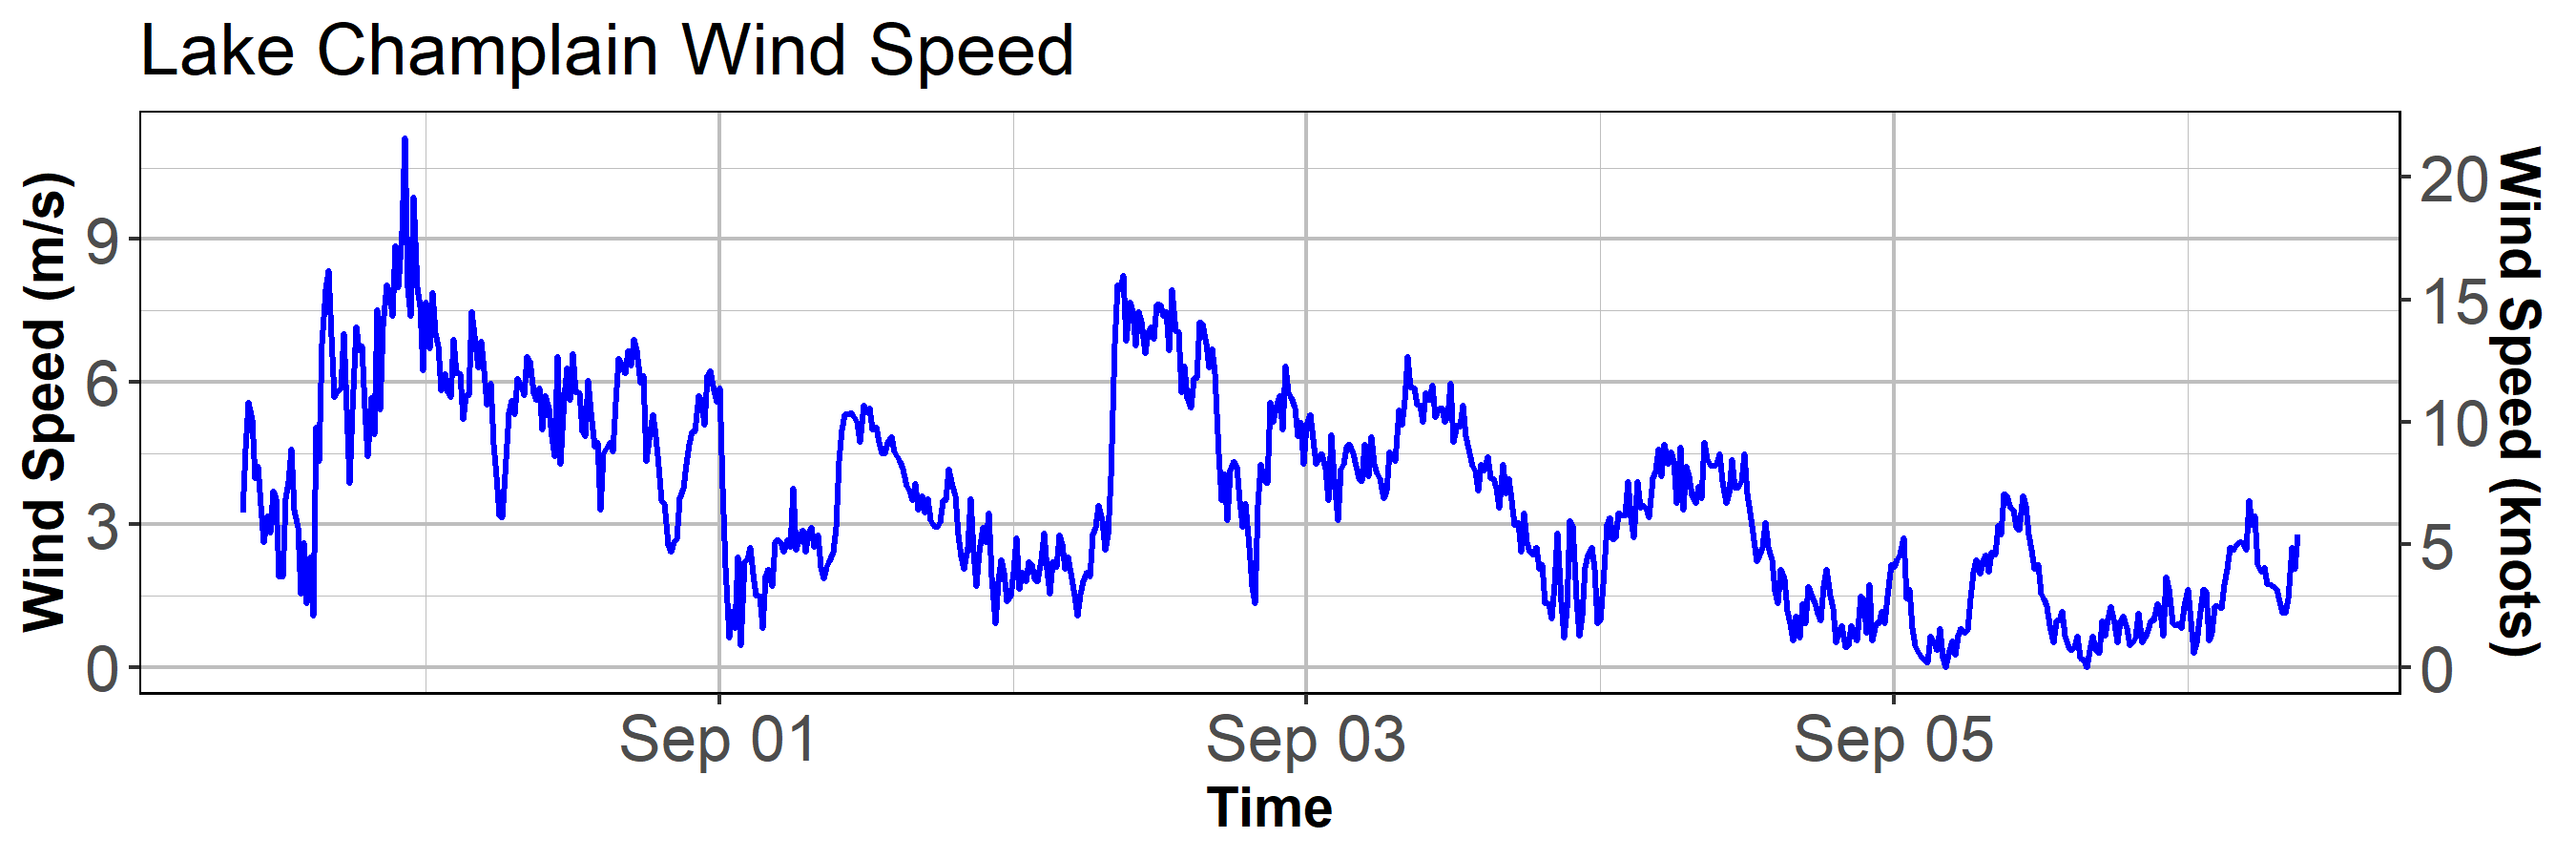 Lake Champlain Wind Speed
Wind Speed (m/s)
9
6
3
0
20
15
10
5
0
Wind Speed (knots)
Sep 01 Sep 03 Sep 05
Time